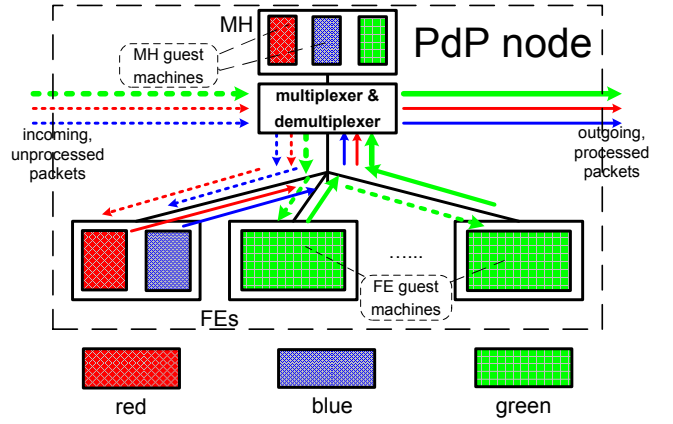 MH
PdP node
MH guest
machines
multiplexer &
demultiplexer
incoming,
unprocessed
packets
outgoing,
processed
packets
......
FE guest
machines
FEs
red
blue
green